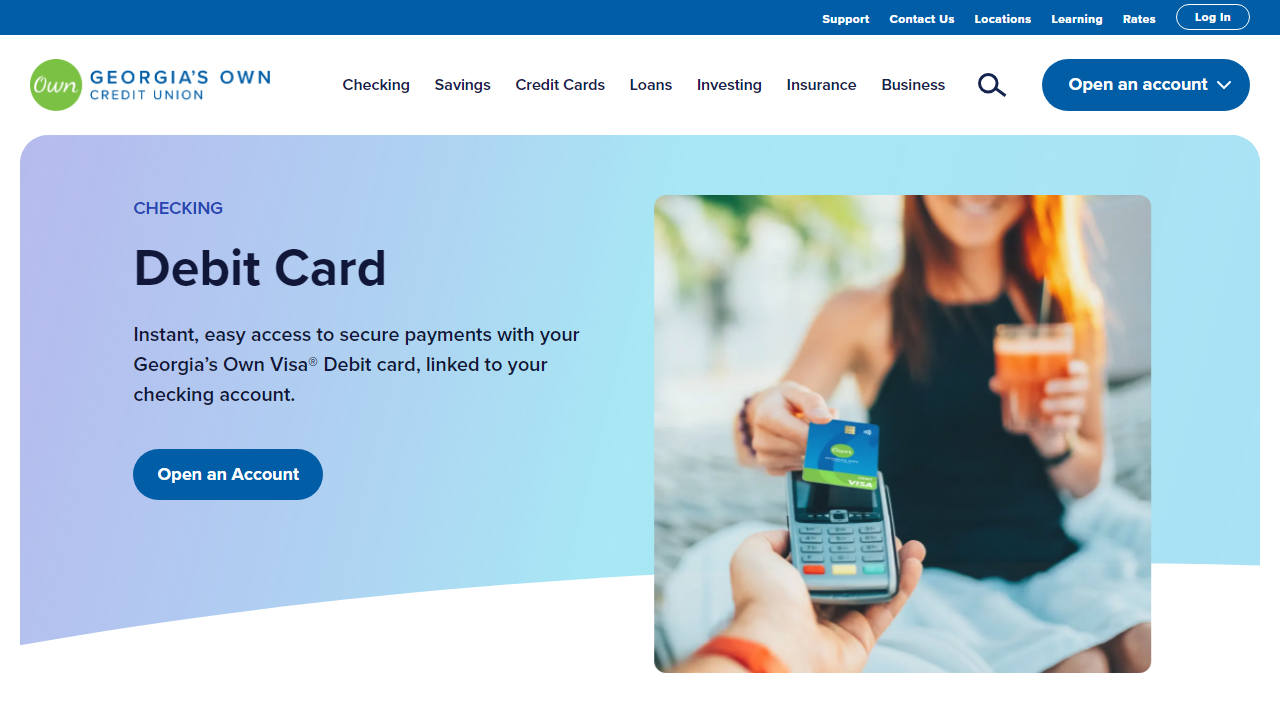 Support Contact Us Locations Learning Rates Log In
Own GEORGIA'S OWN
CREDIT UNION
Checking Savings Credit Cards Loans Investing Insurance Business Open an account
CHECKING
Debit Card
Instant, easy access to secure payments with your
Georgia’s Own Visa® Debit card, linked to your
checking account.
Open an Account
Own
DEBIT
VISA